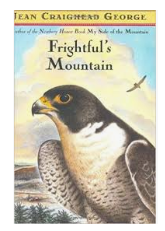 JEAN CRAIGHEAD GEORGE
Author of the Newbery Honor Book My Side of the Mountain
Frightful's
Mountain